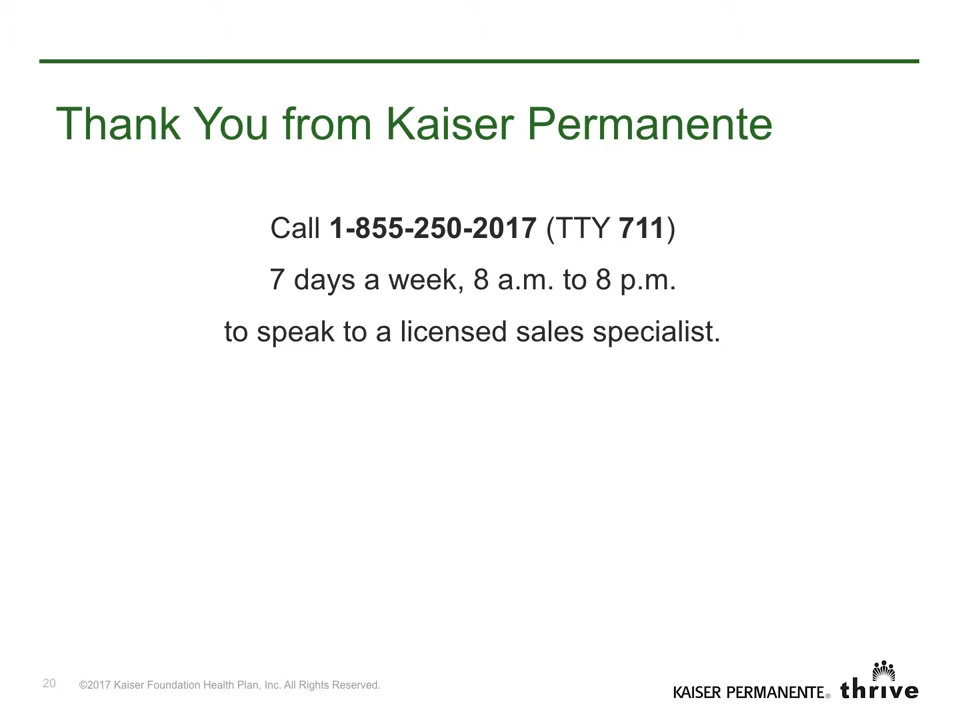 Thank You from Kaiser Permanente
Call 1-855-250-2017 (TTY 711)
7 days a week, 8 a.m. to 8 p.m.
to speak to a licensed sales specialist.
20 ©2017 Kaiser Foundation Health Plan, Inc. All Rights Reserved.
KAISER PERMANENTE® thrive